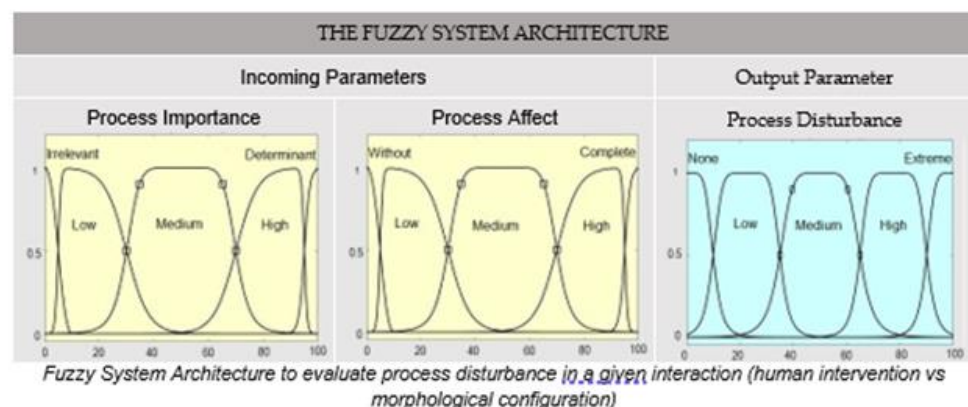 THE FUZZY SYSTEM ARCHITECTURE
Incoming Parameters
Output Parameter
Process Importance
Process Affect
Process Disturbance
Irrelevant Determinant
1
Low Medium High
0.5
0
0 20 40 60 80 100
Without Complete
1
Low Medium High
0.5
0
0 20 40 60 80 100
None Extreme
1
Low Medium High
0.5
0
0 20 40 60 80 100
Fuzzy System Architecture to evaluate process disturbance in a given interaction (human intervention vs
morphological configuration)